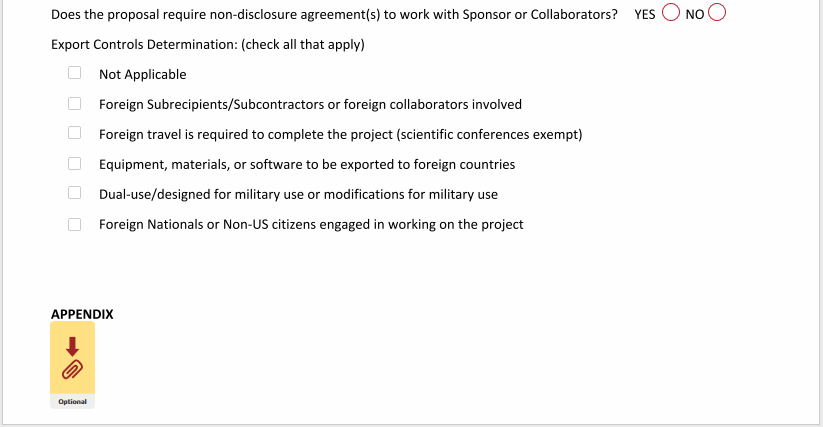 Does the proposal require non-disclosure agreement(s) to work with Sponsor or Collaborators? YES NO
Export Controls Determination: (check all that apply)
Not Applicable
Foreign Subrecipients/Subcontractors or foreign collaborators involved
Foreign travel is required to complete the project (scientific conferences exempt)
Equipment, materials, or software to be exported to foreign countries
Dual-use/designed for military use or modifications for military use
Foreign Nationals or Non-US citizens engaged in working on the project
APPENDIX
Optional